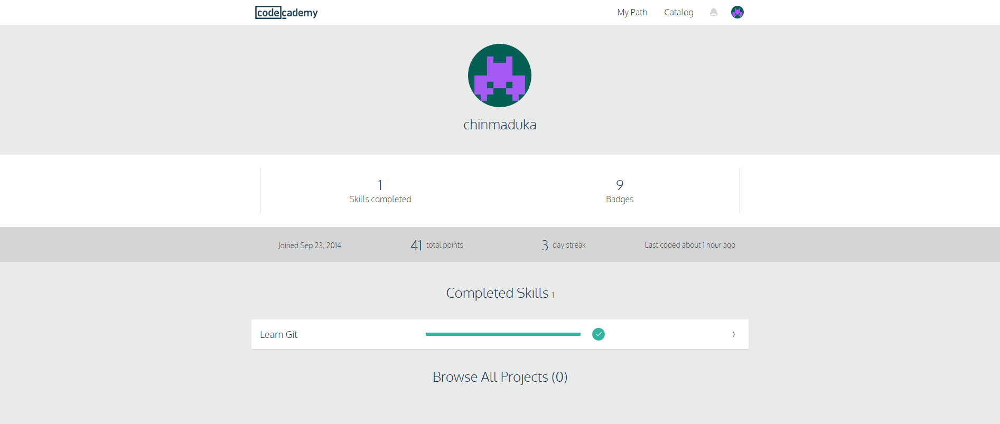 codecademy
My Path Catalog
chinmaduka
1 9
Skills completed Badges
Joined Sep 23, 2014 41 total points 3 day streak Last coded about 1 hour ago
Completed Skills 1
Learn Git
Browse All Projects (0)